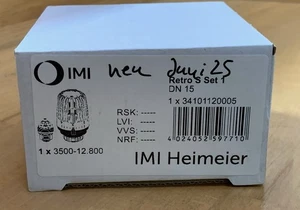 IMI neu Juni 25
Retro S Set 1
DN 15
1 x 34101120005
RSK: -----
LVI: -----
VVS: -----
NRF: -----
4 024052 597710
1 x 3500-12.800
IMI Heimeier